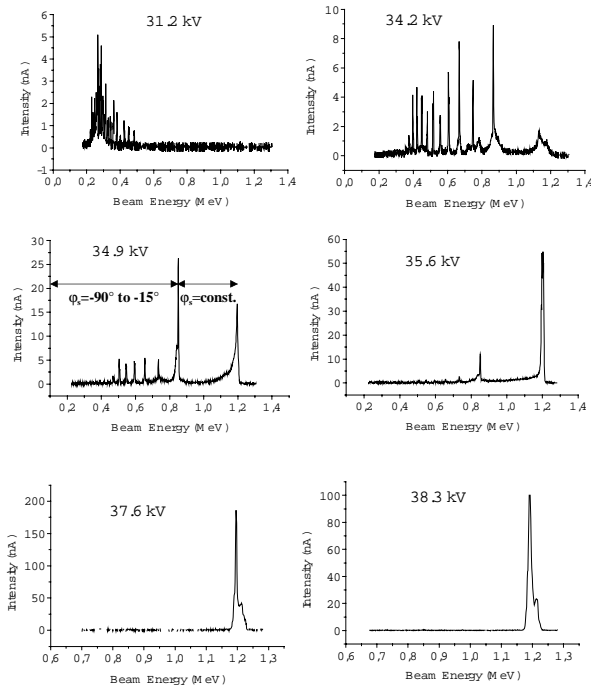 31.2 kV
Intensity (nA)
6
5
4
3
2
1
0
-1
0,0 0,2 0,4 0,6 0,8 1,0 1,2 1,4
Beam Energy (MeV)
34.2 kV
Intensity (nA)
10
8
6
4
2
0
0,0 0,2 0,4 0,6 0,8 1,0 1,2 1,4
Beam Energy (MeV)
34.9 kV
φs=-90° to -15°
φs=const.
Intensity (nA)
30
25
20
15
10
5
0
0,2 0,4 0,6 0,8 1,0 1,2 1,4
Beam Energy (MeV)
35.6 kV
Intensity (nA)
60
50
40
30
20
10
0
0,2 0,4 0,6 0,8 1,0 1,2 1,4
Beam Energy (MeV)
37.6 kV
Intensity (nA)
200
150
100
50
0
0,6 0,7 0,8 0,9 1,0 1,1 1,2 1,3
Beam Energy (MeV)
38.3 kV
Intensity (nA)
100
80
60
40
20
0
0,6 0,7 0,8 0,9 1,0 1,1 1,2 1,3
Beam Energy (MeV)